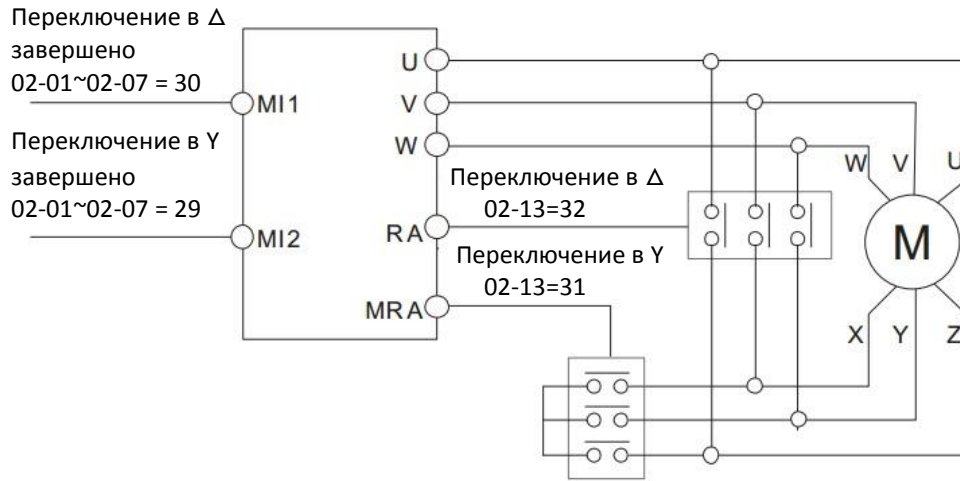 Переключение в Δ
завершено
02-01~02-07 = 30
MI1
Переключение в Y
завершено
02-01~02-07 = 29
MI2
U
V
W
RA
MRA
Переключение в Δ
02-13=32
Переключение в Y
02-13=31
W V U
M
X Y Z